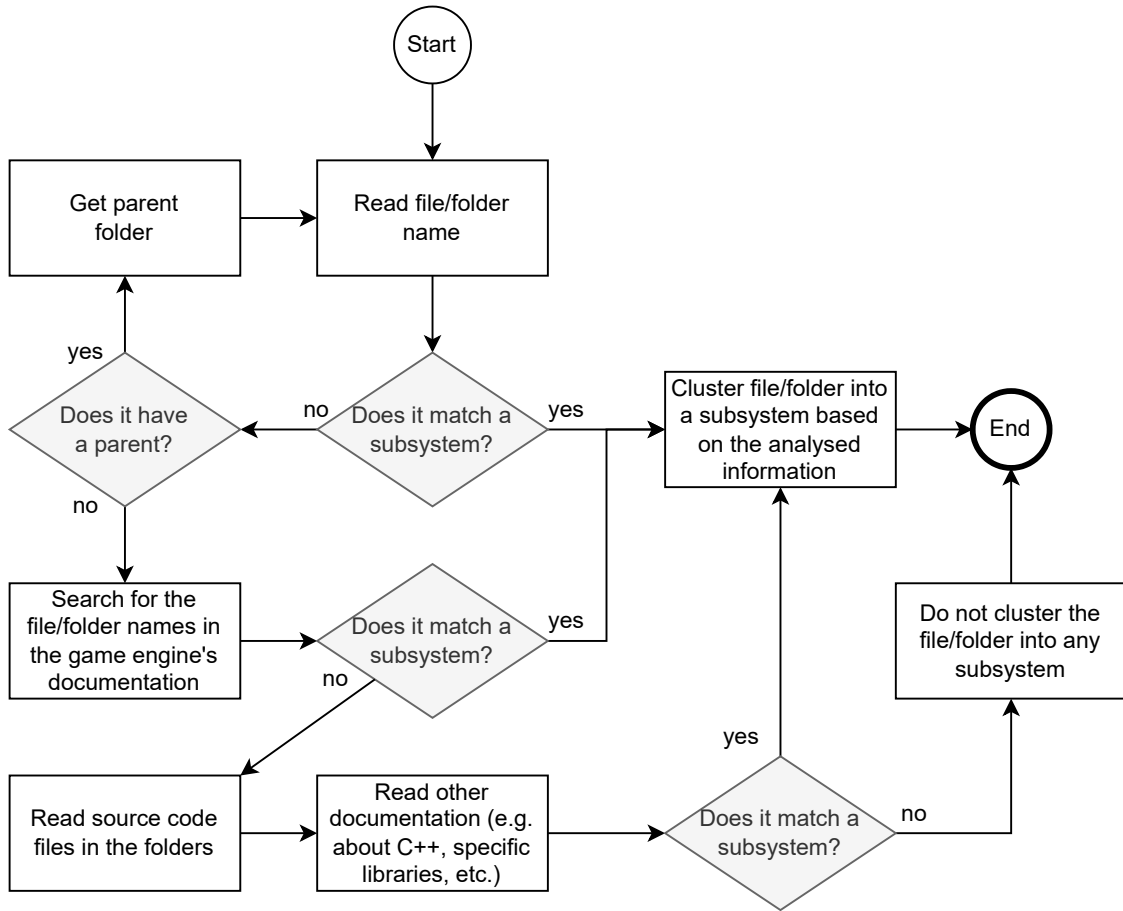 Start
Get parent
folder
Read file/folder
name
yes
Does it have
a parent?
no
Does it match a
subsystem?
yes
Cluster file/folder into
a subsystem based
on the analysed
information
End
no
Search for the
file/folder names in
the game engine's
documentation
Does it match a
subsystem?
yes
no
Do not cluster the
file/folder into any
subsystem
Read source code
files in the folders
Read other
documentation (e.g.
about C++, specific
libraries, etc.)
yes
Does it match a
subsystem?
no